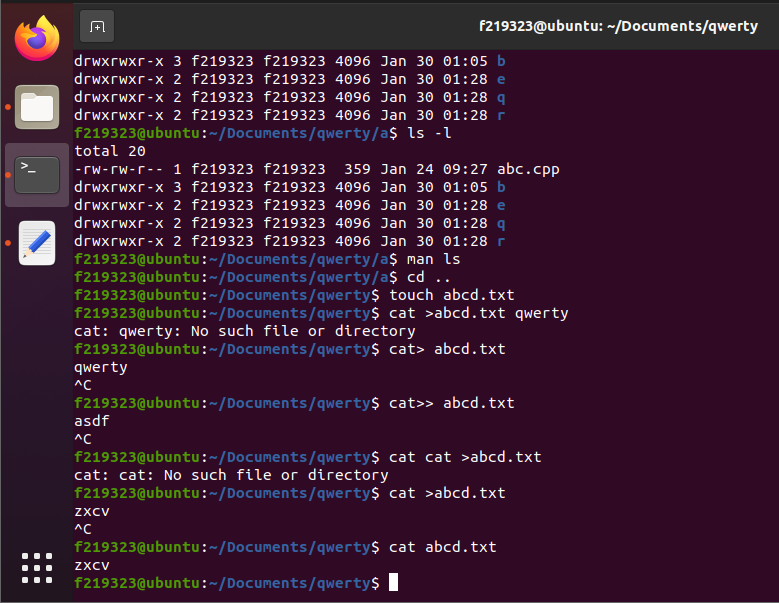 f219323@ubuntu: ~/Documents/qwerty
drwxrwxr-x 3 f219323 f219323 4096 Jan 30 01:05 b
drwxrwxr-x 2 f219323 f219323 4096 Jan 30 01:28 e
drwxrwxr-x 2 f219323 f219323 4096 Jan 30 01:28 q
drwxrwxr-x 2 f219323 f219323 4096 Jan 30 01:28 r
f219323@ubuntu:~/Documents/qwerty/a$ ls -l
total 20
-rw-rw-r-- 1 f219323 f219323  359 Jan 24 09:27 abc.cpp
drwxrwxr-x 3 f219323 f219323 4096 Jan 30 01:05 b
drwxrwxr-x 2 f219323 f219323 4096 Jan 30 01:28 e
drwxrwxr-x 2 f219323 f219323 4096 Jan 30 01:28 q
drwxrwxr-x 2 f219323 f219323 4096 Jan 30 01:28 r
f219323@ubuntu:~/Documents/qwerty/a$ man ls
f219323@ubuntu:~/Documents/qwerty/a$ cd ..
f219323@ubuntu:~/Documents/qwerty$ touch abcd.txt
f219323@ubuntu:~/Documents/qwerty$ cat >abcd.txt qwerty
cat: qwerty: No such file or directory
f219323@ubuntu:~/Documents/qwerty$ cat> abcd.txt
qwerty
^C
f219323@ubuntu:~/Documents/qwerty$ cat>> abcd.txt
asdf
^C
f219323@ubuntu:~/Documents/qwerty$ cat cat >abcd.txt
cat: cat: No such file or directory
f219323@ubuntu:~/Documents/qwerty$ cat >abcd.txt
zxcv
^C
f219323@ubuntu:~/Documents/qwerty$ cat abcd.txt
zxcv
f219323@ubuntu:~/Documents/qwerty$